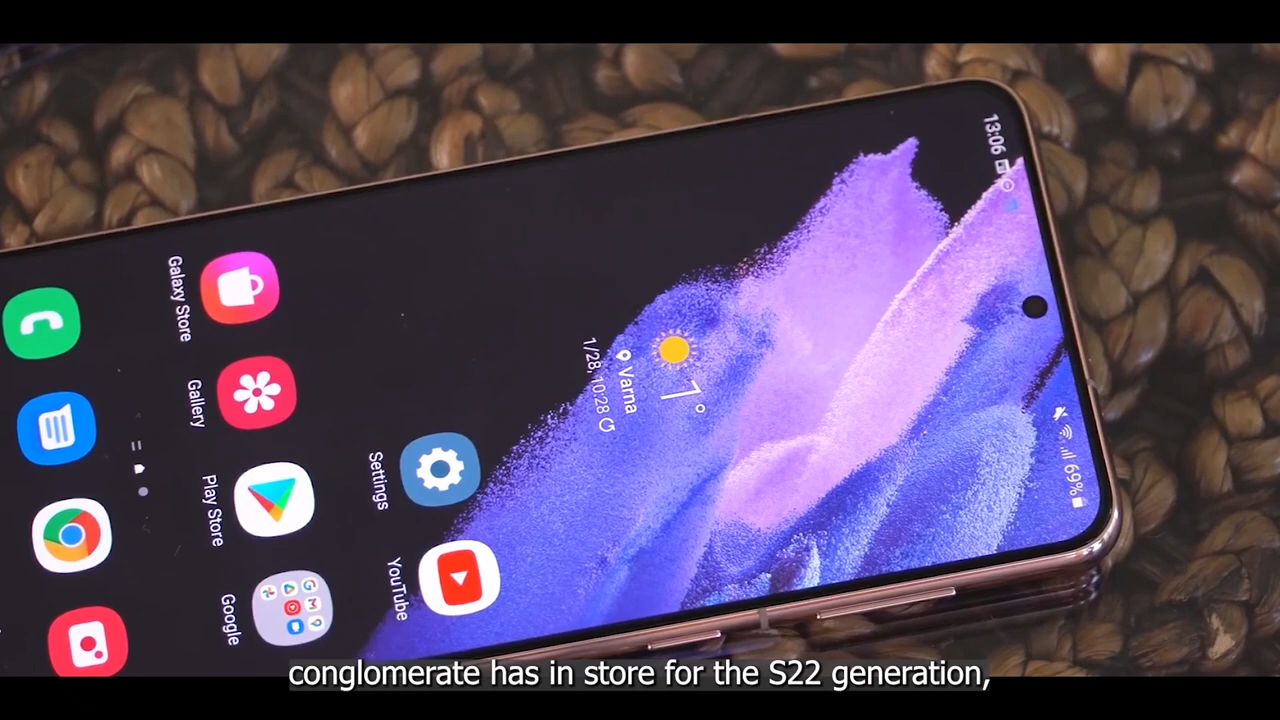 13:06
69%
1°
Varna
1/28, 10:28
Settings
YouTube
Galaxy Store
Gallery
Play Store
Google
conglomerate has in store for the S22 generation,